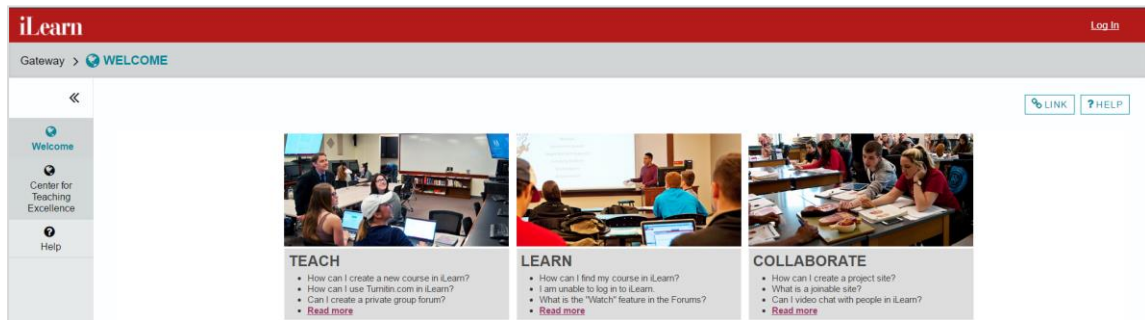 iLearn
Log In
Gateway > WELCOME
LINK
? HELP
Welcome
Center for
Teaching
Excellence
Help
TEACH
How can I create a new course in iLearn?
How can I use Turnitin.com in iLearn?
Can I create a private group forum?
Read more
LEARN
How can I find my course in iLearn?
I am unable to log in to iLearn.
What is the "Watch" feature in the Forums?
Read more
COLLABORATE
How can I create a project site?
What is a joinable site?
Can I video chat with people in iLearn?
Read more